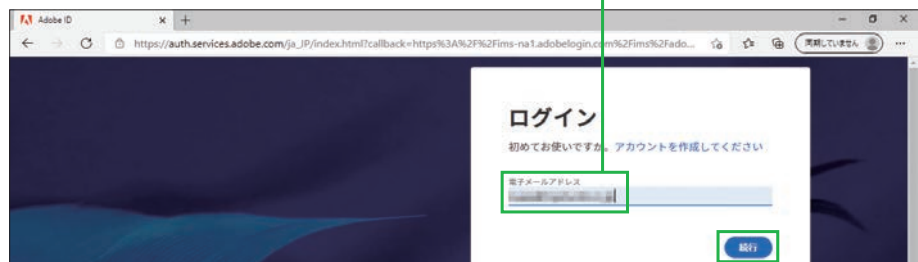 Adobe ID
https://auth.services.adobe.com/ja_JP/index.html?callback=https%3A%2F%2Fims-na1.adobelogin.com%2Fims%2Fado...
同期していません
ログイン
初めてお使いですか。アカウントを作成してください
電子メールアドレス
続行